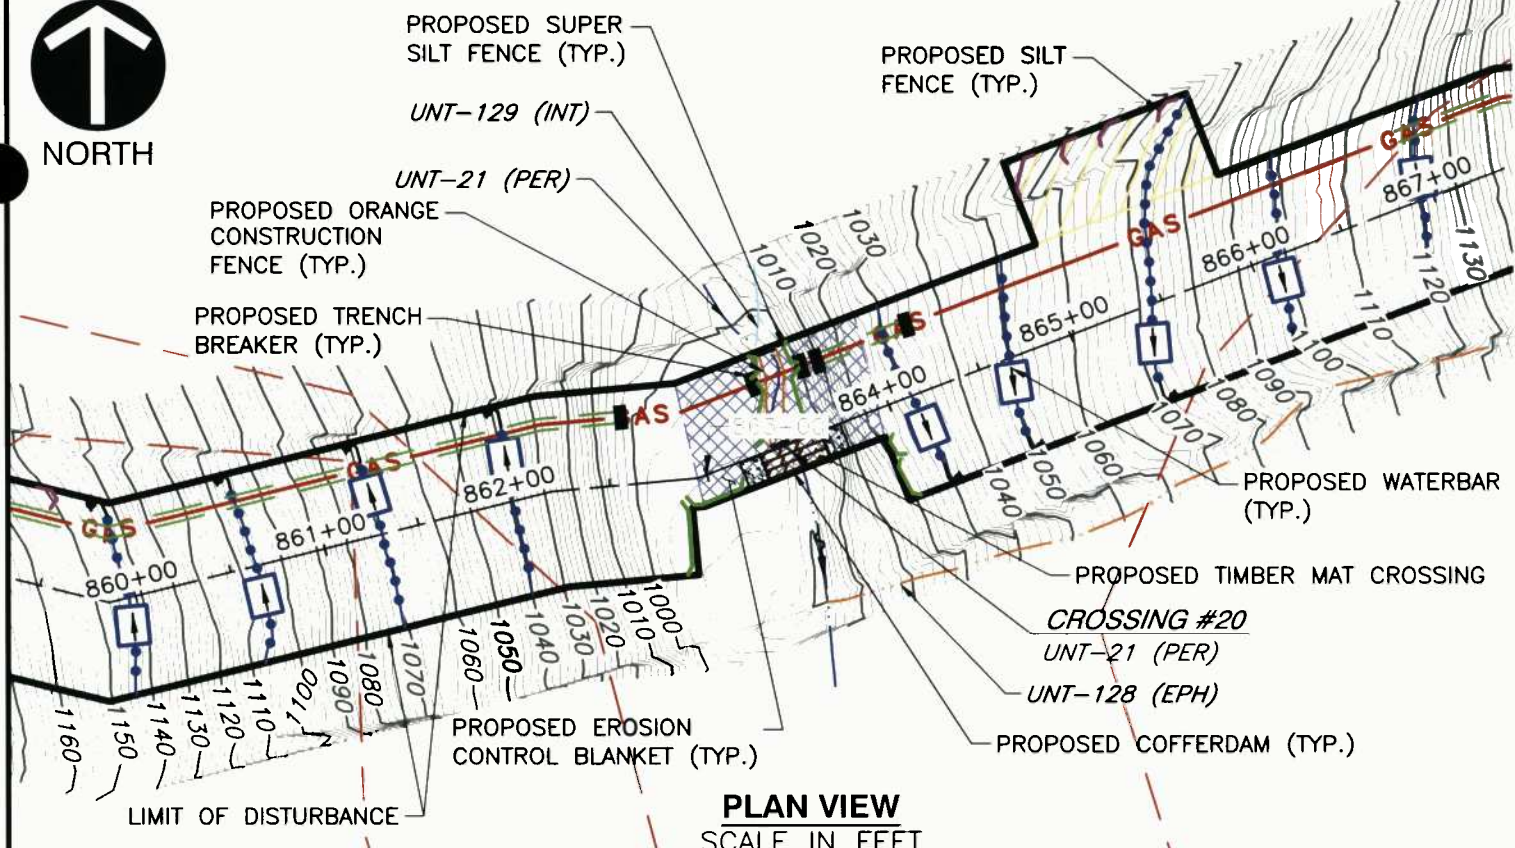 NORTH
PROPOSED SUPER
SILT FENCE (TYP.)
PROPOSED SILT
FENCE (TYP.)
UNT-129 (INT)
UNT-21 (PER)
PROPOSED ORANGE
CONSTRUCTION
FENCE (TYP.)
PROPOSED TRENCH
BREAKER (TYP.)
1010
1020
1030
GAS
GAS
GAS
GAS
GAS
GAS
860+00
861+00
862+00
864+00
865+00
866+00
867+00
1130
1120
1110
1100
1090
1080
1070
1060
1050
1040
PROPOSED WATERBAR
(TYP.)
PROPOSED TIMBER MAT CROSSING
CROSSING #20
UNT-21 (PER)
UNT-128 (EPH)
PROPOSED COFFERDAM (TYP.)
1160
1150
1140
1130
1120
1110
1100
1090
1080
1070
1060
1050
1040
1030
1020
1010
1000
PROPOSED EROSION
CONTROL BLANKET (TYP.)
LIMIT OF DISTURBANCE
PLAN VIEW
SCALE IN FEET